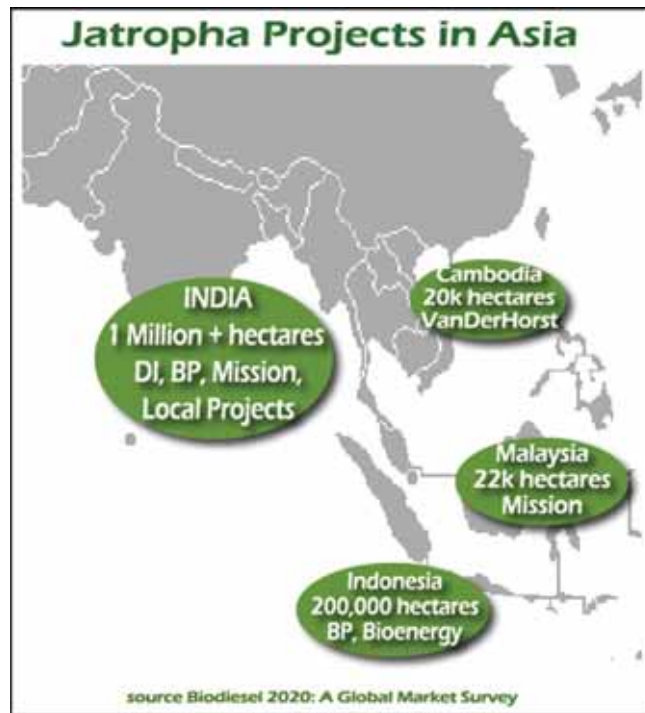 Jatropha Projects in Asia
Cambodia
20k hectares
VanDerHorst
INDIA
1 Million + hectares
DI, BP, Mission,
Local Projects
Malaysia
22k hectares
Mission
Indonesia
200,000 hectares
BP, Bioenergy
source Biodiesel 2020: A Global Market Survey